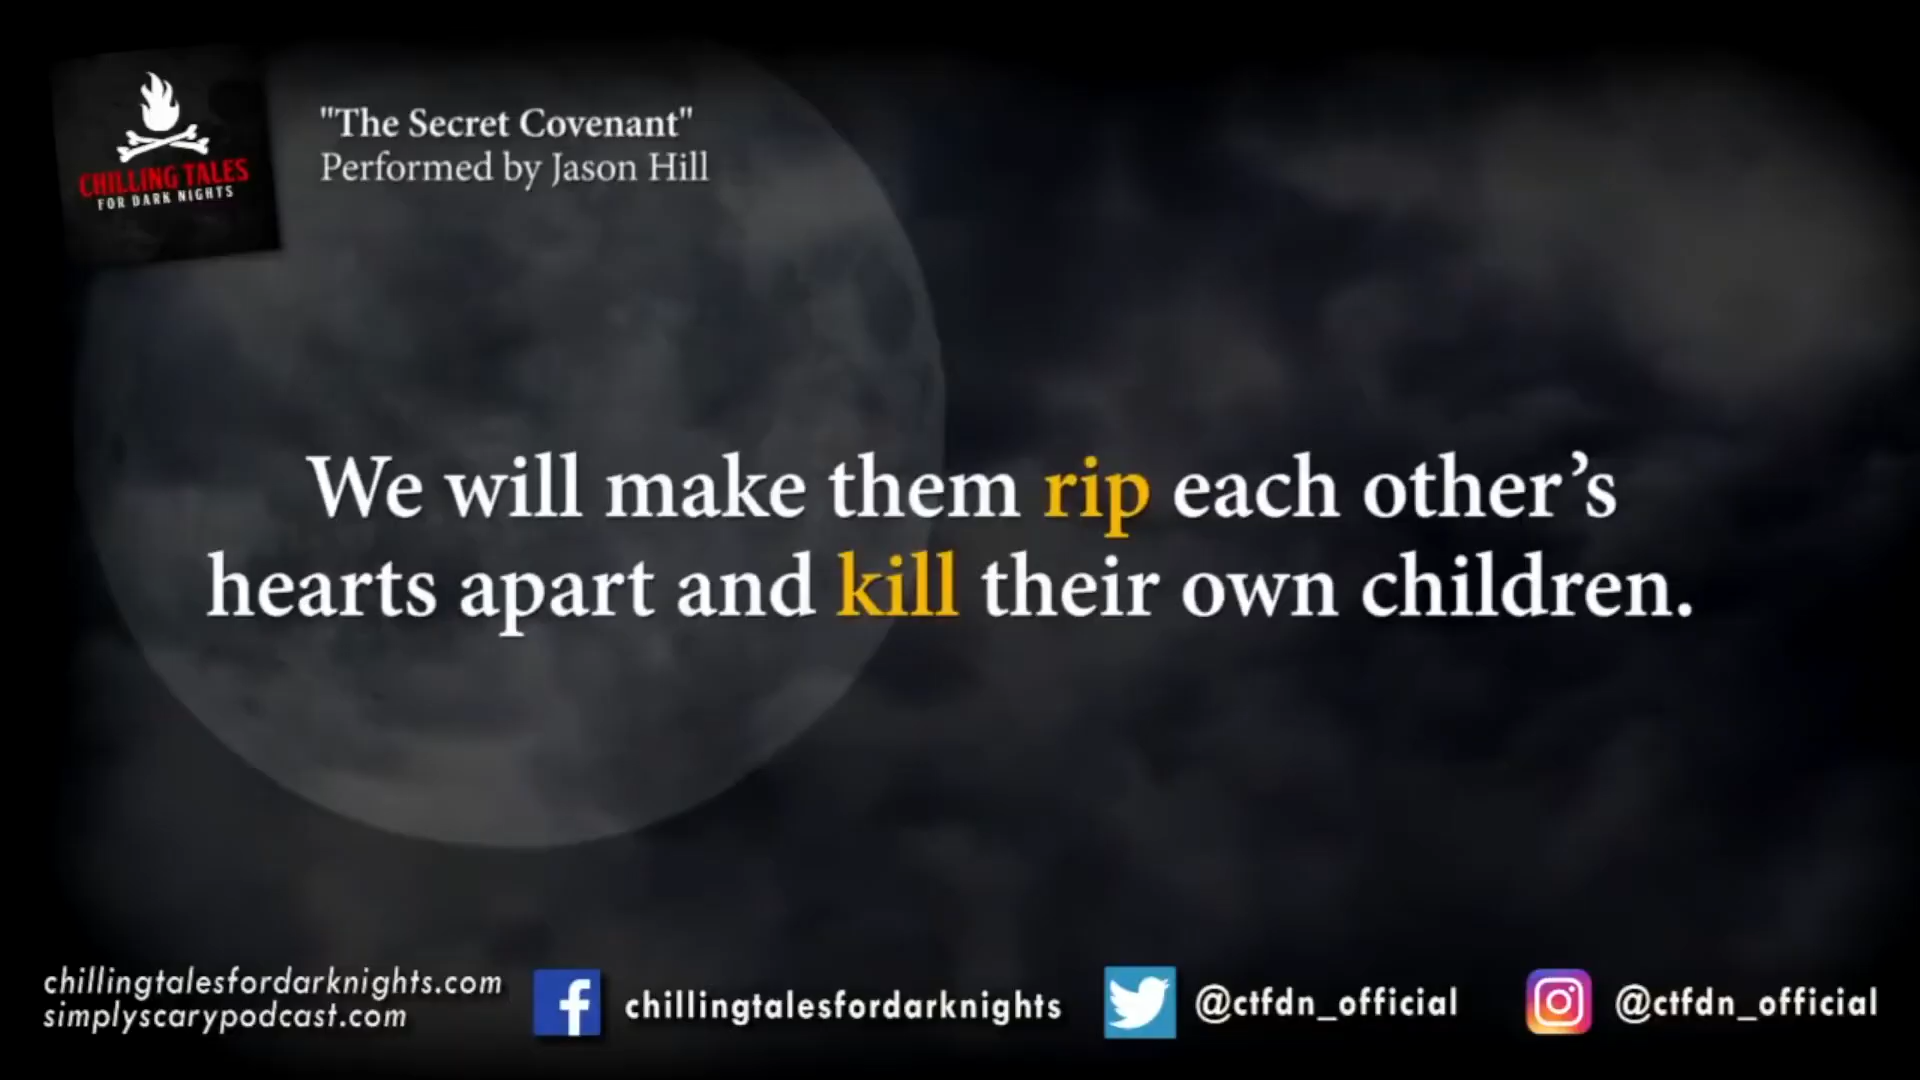 CHILLING TALES
FOR DARK NIGHTS
"The Secret Covenant"
Performed by Jason Hill
We will make them rip each other’s
hearts apart and kill their own children.
chillingtalesfordarknights.com
simplyscarypodcast.com
chillingtalesfordarknights
@ctfdn_official
@ctfdn_official